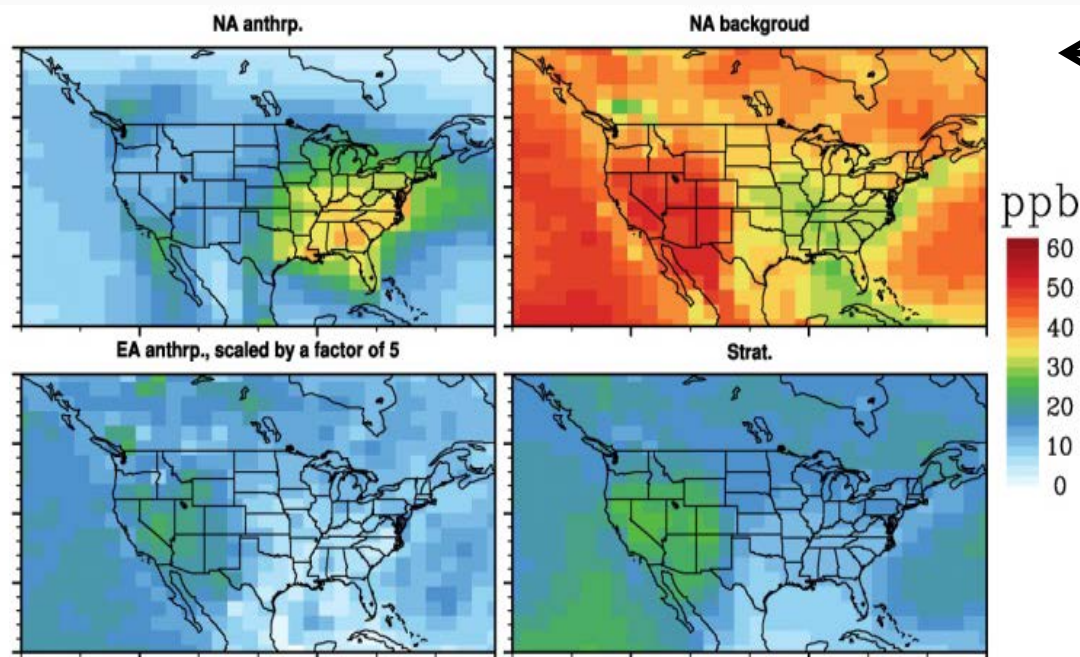 NA anthrp.
NA backgroud
EA anthrp., scaled by a factor of 5
Strat.
ppb
60
50
40
30
20
10
0